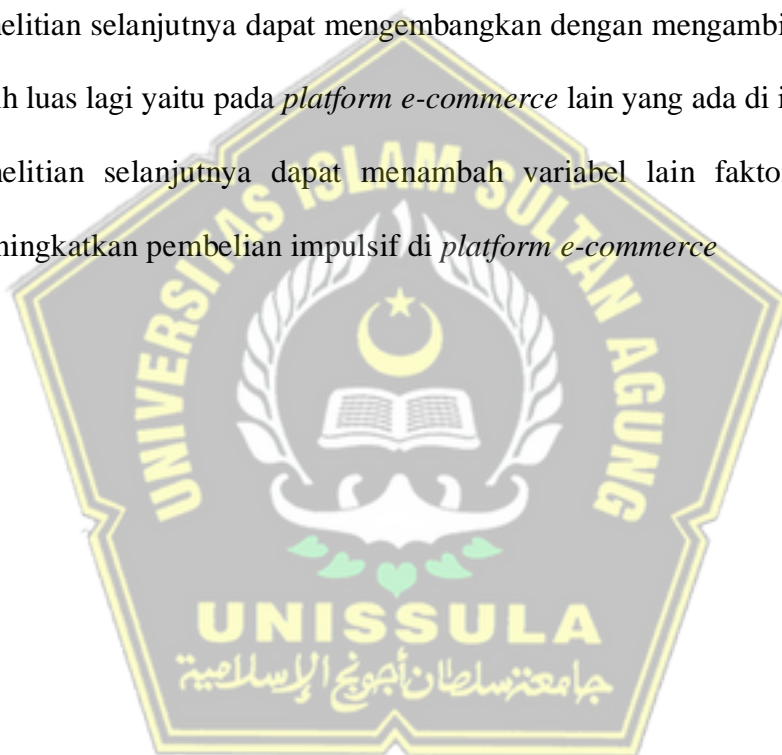 nelitian selanjutnya dapat mengembangkan dengan mengambi
ih luas lagi yaitu pada platform e-commerce lain yang ada di i
nelitian selanjutnya dapat menambah variabel lain fakto
ningkatkan pembelian impulsif di platform e-commerce
UNIVERSITAS ISLAM SULTAN AGUNG
UNISSULA
جامعة سلطان أجونج الإسلامية